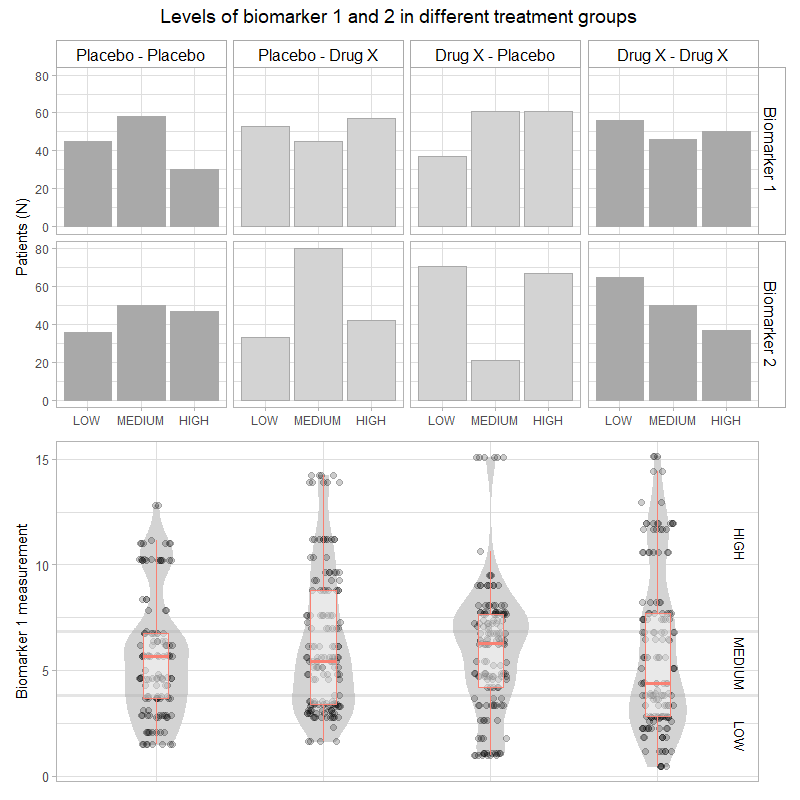 Levels of biomarker 1 and 2 in different treatment groups
Placebo - Placebo
Placebo - Drug X
Drug X - Placebo
Drug X - Drug X
Patients (N)
80
60
40
20
0
Biomarker 1
80
60
40
20
0
Biomarker 2
LOW MEDIUM HIGH
LOW MEDIUM HIGH
LOW MEDIUM HIGH
LOW MEDIUM HIGH
Biomarker 1 measurement
15
10
5
0
HIGH
MEDIUM
LOW